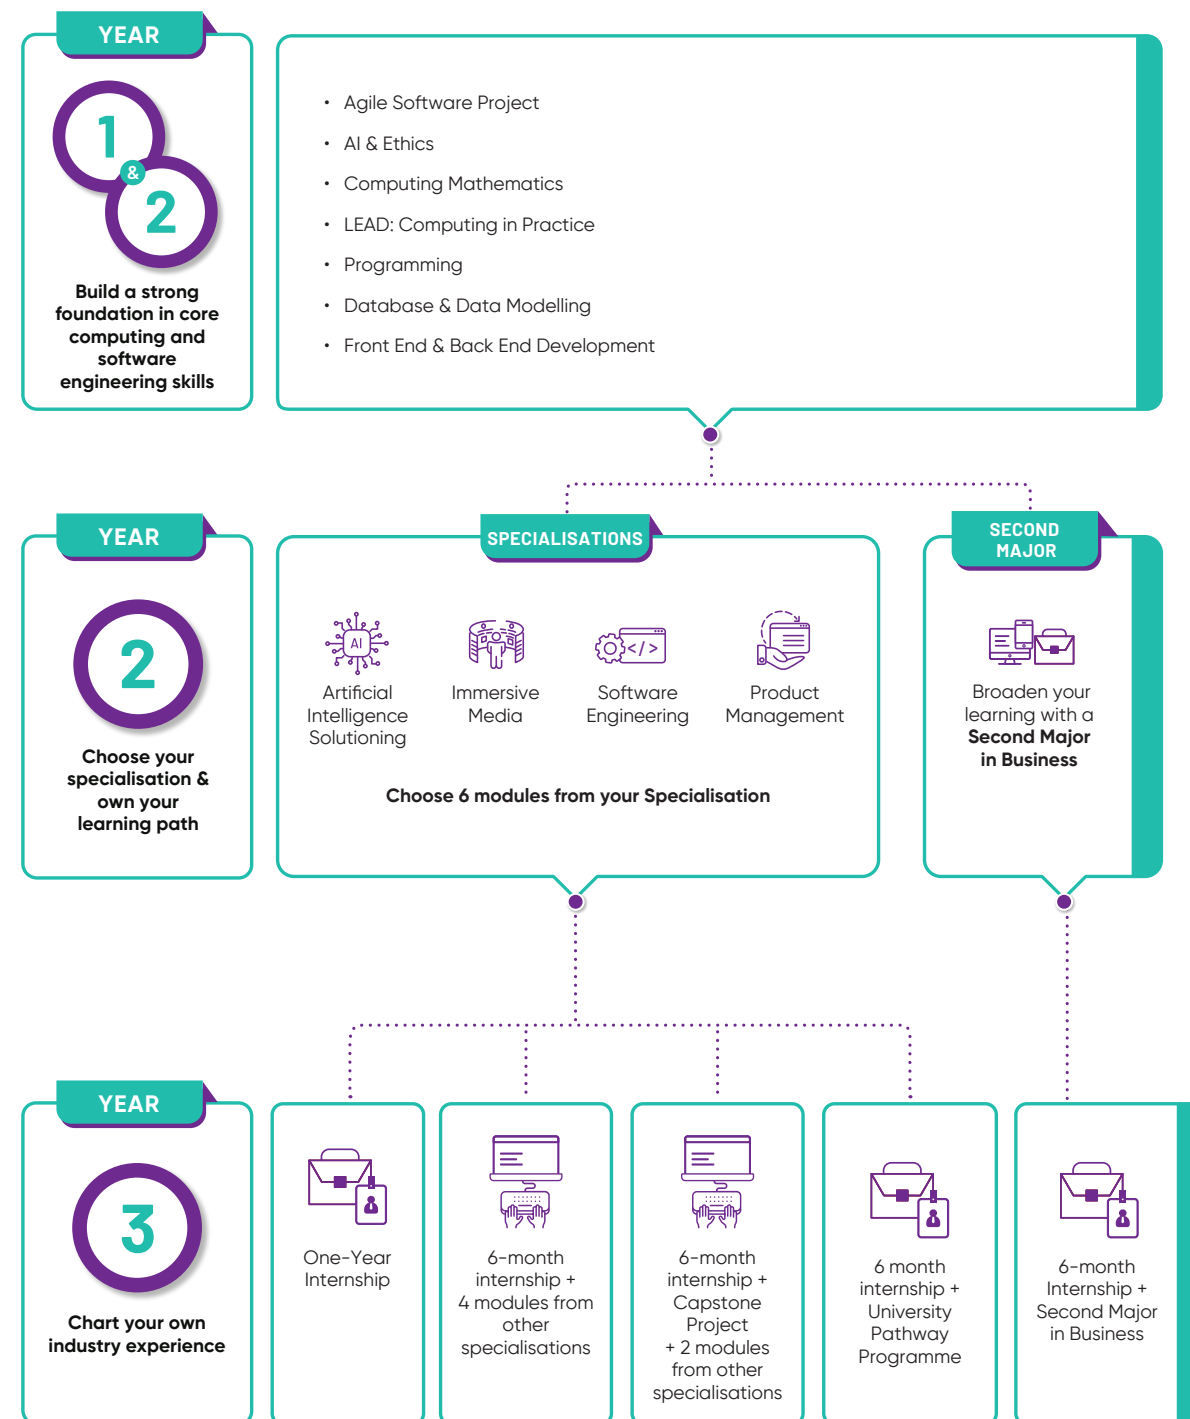 YEAR
1
&
2
Build a strong
foundation in core
computing and
software
engineering skills
• Agile Software Project
• AI & Ethics
• Computing Mathematics
• LEAD: Computing in Practice
• Programming
• Database & Data Modelling
• Front End & Back End Development
YEAR
2
Choose your
specialisation &
own your
learning path
SPECIALISATIONS
AI
Artificial
Intelligence
Solutioning
Immersive
Media
</>
Software
Engineering
Product
Management
Choose 6 modules from your Specialisation
SECOND
MAJOR
Broaden your
learning with a
Second Major
in Business
YEAR
3
Chart your own
industry experience
One-Year
Internship
6-month
internship +
4 modules from
other
specialisations
6-month
internship +
Capstone
Project
+ 2 modules
from other
specialisations
6 month
internship +
University
Pathway
Programme
6-month
Internship +
Second Major
in Business